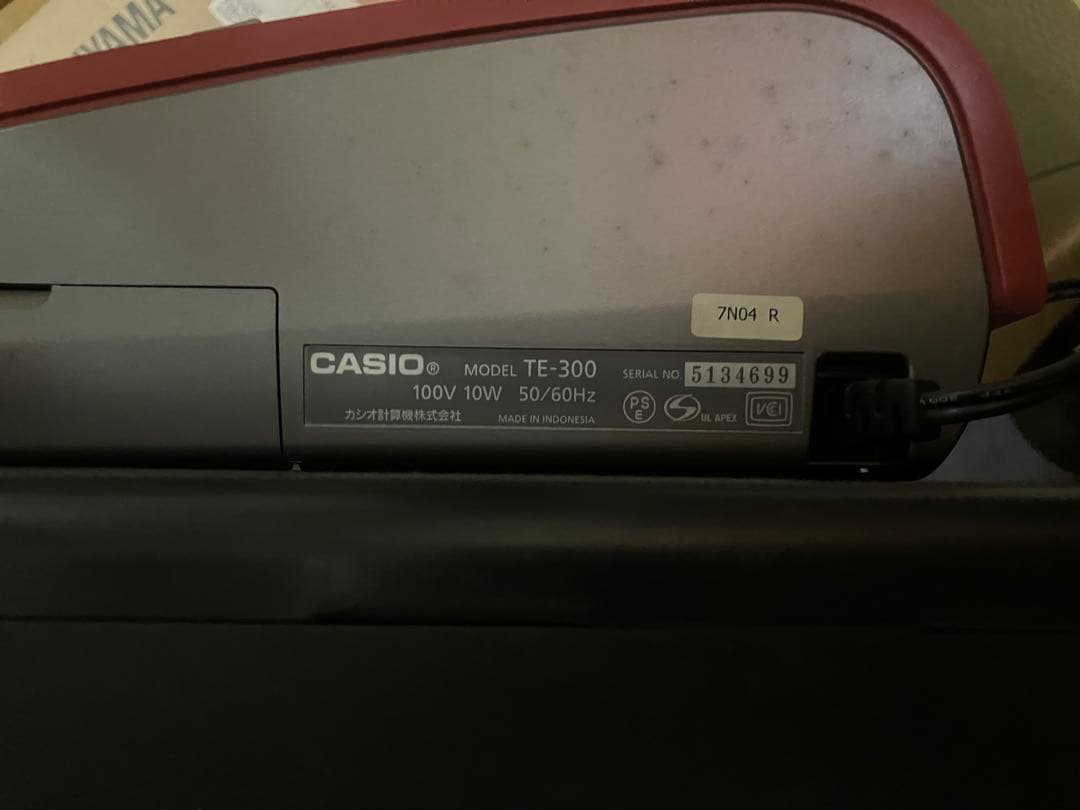 YAMA
7N04 R
CASIO® MODEL TE-300 SERIAL NO. 5134699
100V 10W 50/60Hz
カシオ計算機株式会社 MADE IN INDONESIA
PS E
S UL APEX
VCI